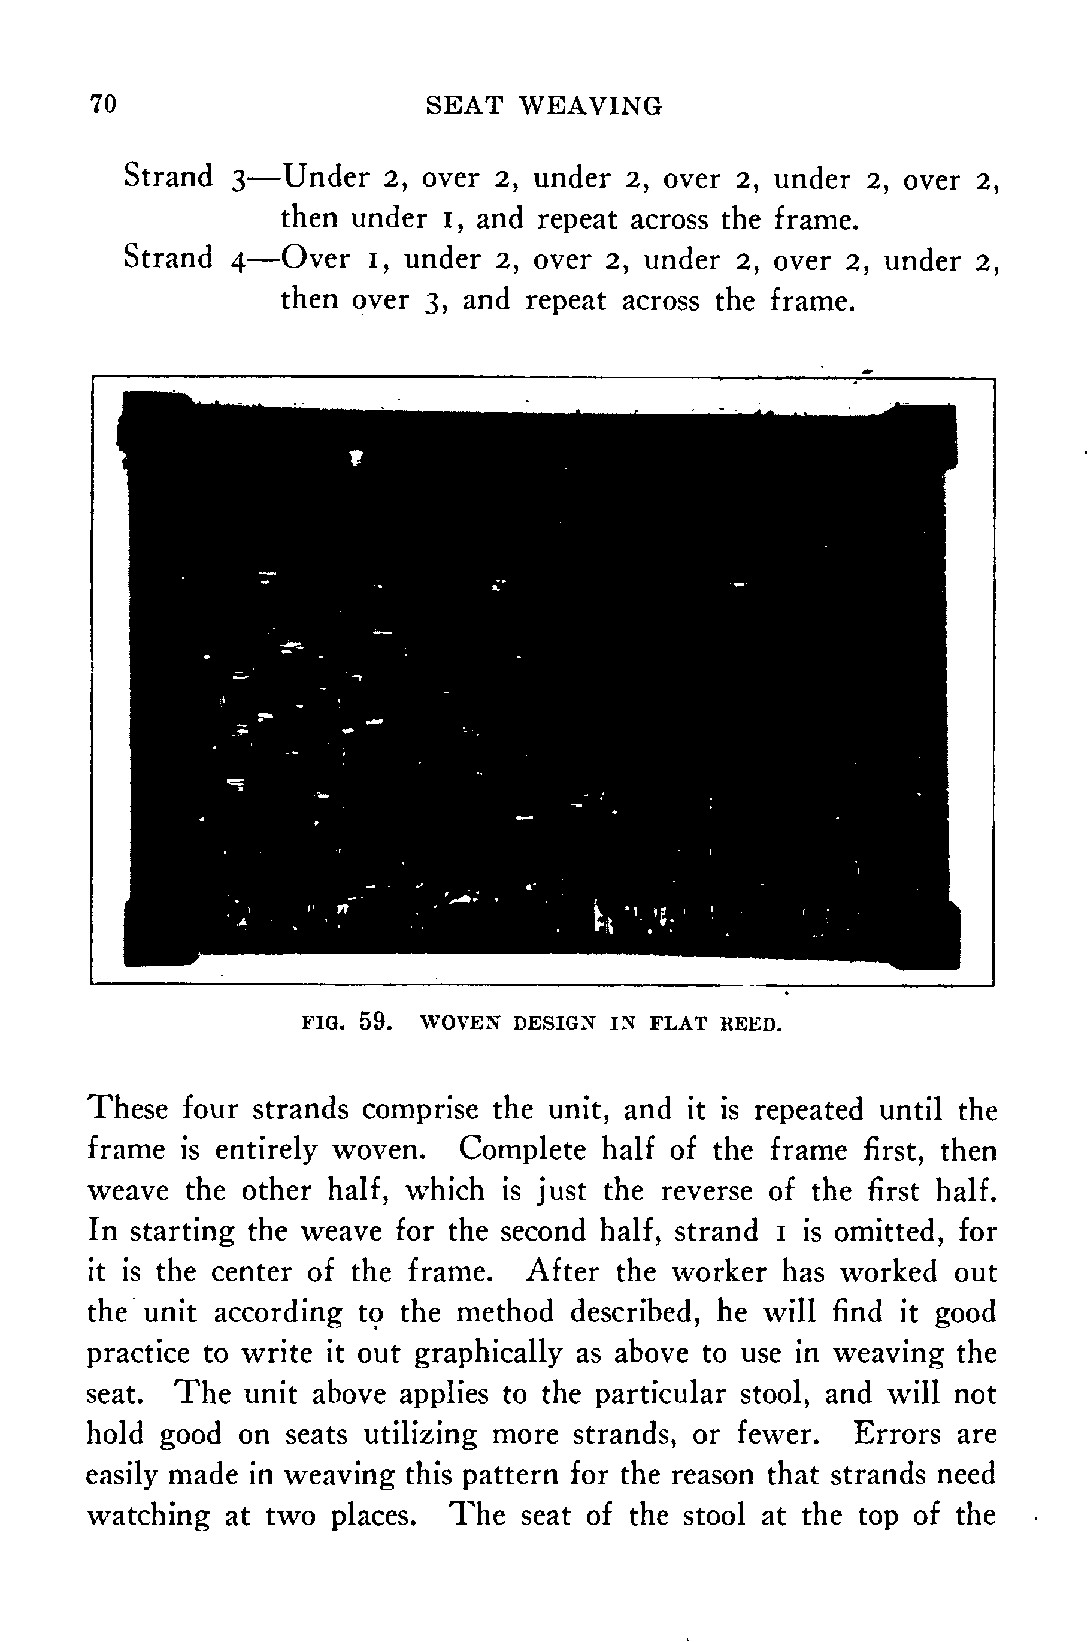 70 SEAT WEAVING
Strand 3—Under 2, over 2, under 2, over 2, under 2, over 2,
then under 1, and repeat across the frame.
Strand 4—Over 1, under 2, over 2, under 2, over 2, under 2,
then over 3, and repeat across the frame.
FIG. 59. WOVEN DESIGN IN FLAT REED.
These four strands comprise the unit, and it is repeated until the
frame is entirely woven. Complete half of the frame first, then
weave the other half, which is just the reverse of the first half.
In starting the weave for the second half, strand 1 is omitted, for
it is the center of the frame. After the worker has worked out
the unit according to the method described, he will find it good
practice to write it out graphically as above to use in weaving the
seat. The unit above applies to the particular stool, and will not
hold good on seats utilizing more strands, or fewer. Errors are
easily made in weaving this pattern for the reason that strands need
watching at two places. The seat of the stool at the top of the